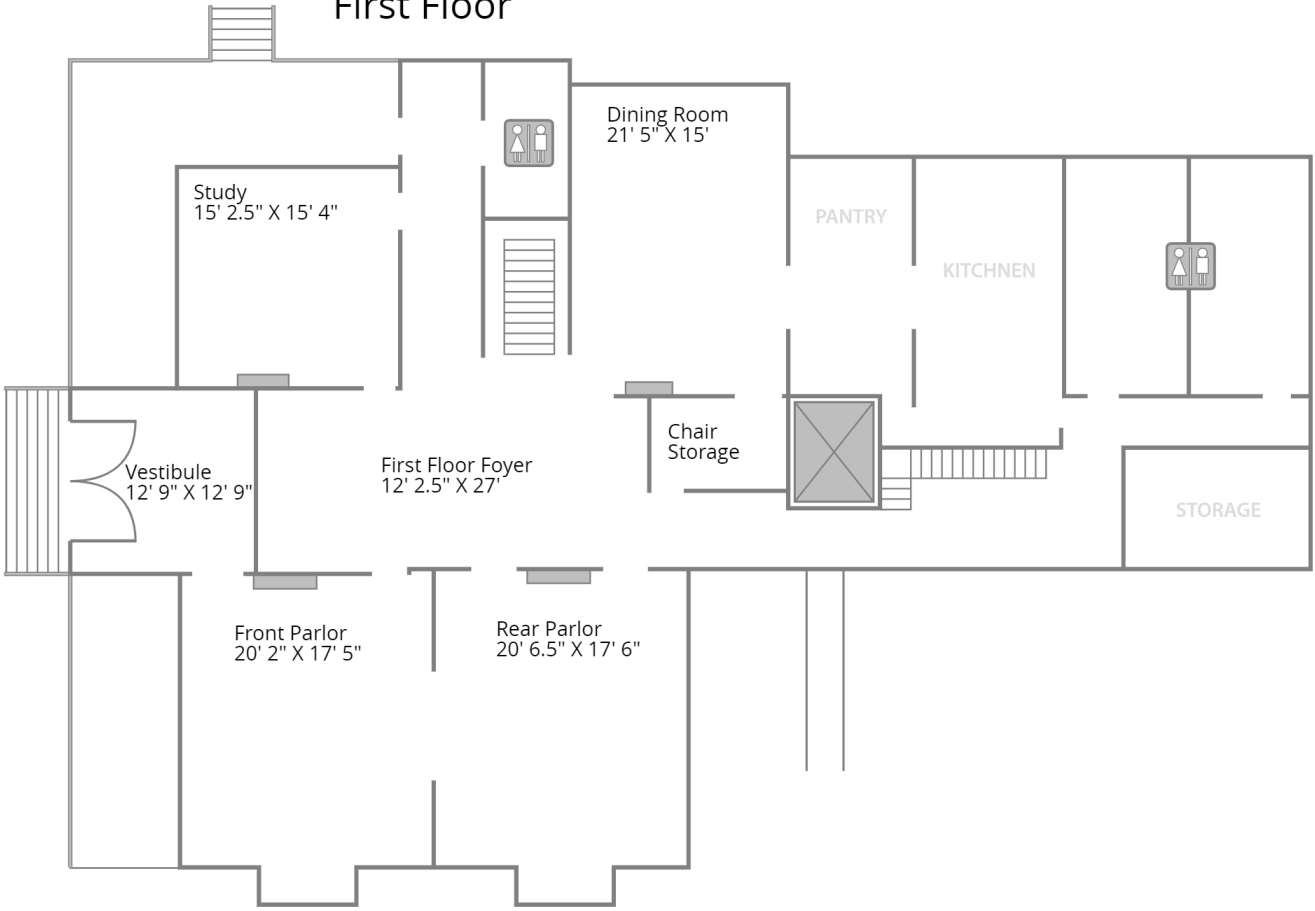 First Floor
Dining Room
21' 5" X 15'
Study
15' 2.5" X 15' 4"
PANTRY
KITCHNEN
Chair
Storage
First Floor Foyer
12' 2.5" X 27'
Vestibule
12' 9" X 12' 9"
STORAGE
Front Parlor
20' 2" X 17' 5"
Rear Parlor
20' 6.5" X 17' 6"